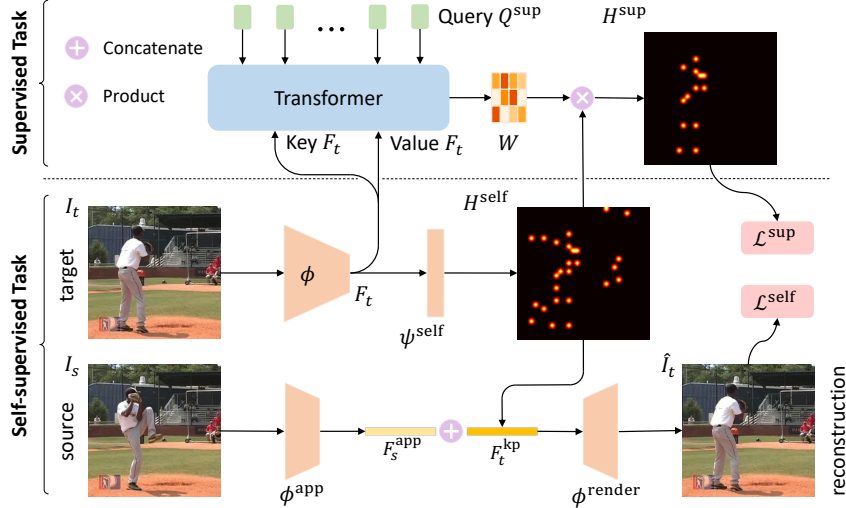 Supervised Task
Concatenate
Product
Query Q^sup
Transformer
Key F_t
Value F_t
W
H^sup
L^sup
Self-supervised Task
I_t
target
ϕ
F_t
ψ^self
H^self
L^self
I_s
source
ϕ^app
F_s^app
F_t^kp
ϕ^render
Î_t
reconstruction